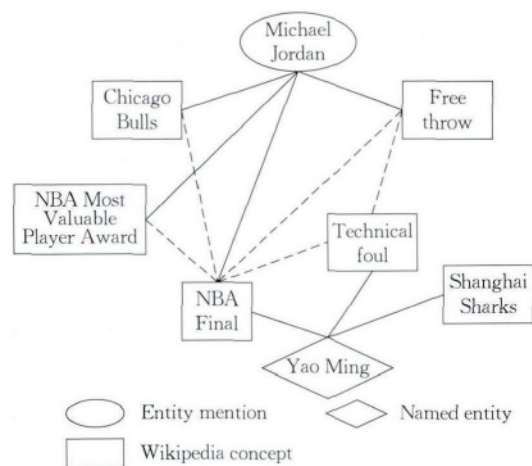 Michael
Jordan
Chicago
Bulls
Free
throw
NBA Most
Valuable
Player Award
Technical
foul
NBA
Final
Shanghai
Sharks
Yao Ming
Entity mention
Named entity
Wikipedia concept